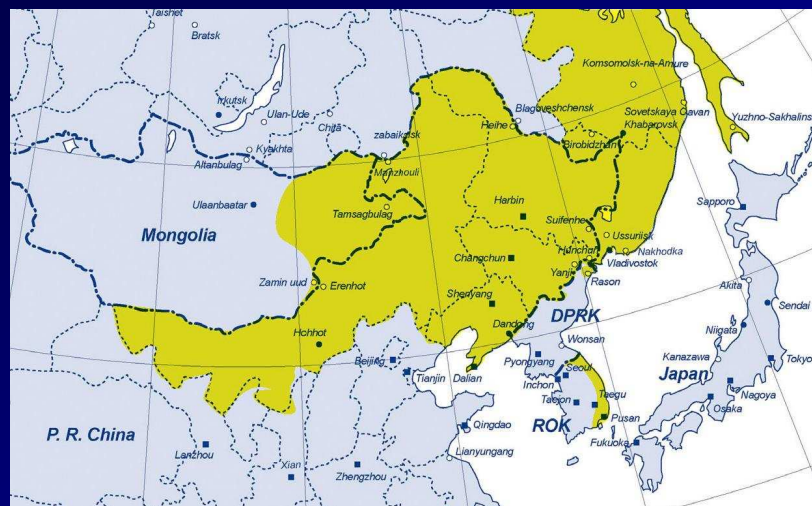 Taishet
Bratsk
Komsomolsk-na-Amure
Irkutsk
Ulan-Ude
Chita
Blagoveshchensk
Sovetskaya Gavan
Khabarovsk
Yuzhno-Sakhalins
Heihe
Kyakhta
zabaikalsk
Birobidzhan
Altanbulag
Manzhouli
Ulaanbaatar
Tamsagbulag
Harbin
Sapporo
Mongolia
Suifenhe
Ussuriisk
Hunchun
Nakhodka
Changchun
Yanji
Vladivostok
Zamin uud
Erenhot
Rason
Akita
Shenyang
Sendai
Hohhot
Dandong
DPRK
Niigata
Beijing
Pyongyang
Wonsan
Kanazawa
Tokyo
Tianjin
Dalian
Seoul
Japan
Inchon
Nagoya
Taejon
Taegu
Osaka
P. R. China
Qingdao
ROK
Pusan
Lanzhou
Fukuoka
Lianyungang
Xian
Zhengzhou